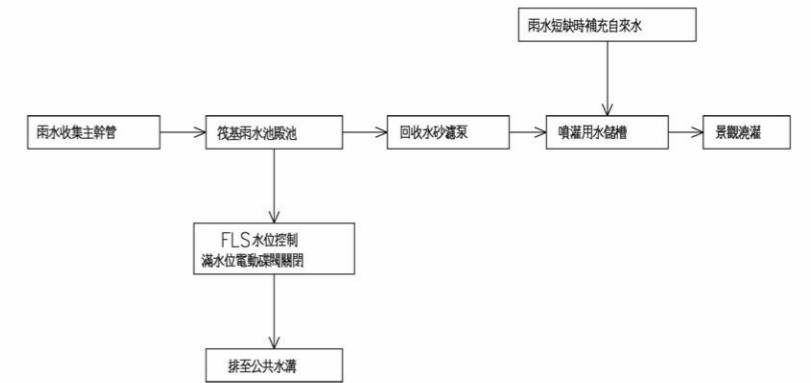 雨水短缺時補充自來水
雨水收集主幹管
筏基雨水池毆池
回收水砂濾泵
噴灌用水儲槽
景觀澆灌
FLS水位控制
滿水位電動碟閥關閉
排至公共水溝